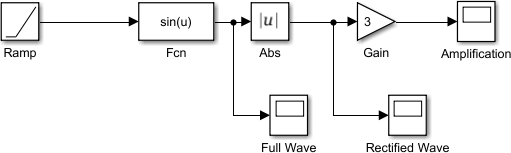 sin(u)
|u|
3
Ramp
Fcn
Abs
Gain
Amplification
Full Wave
Rectified Wave